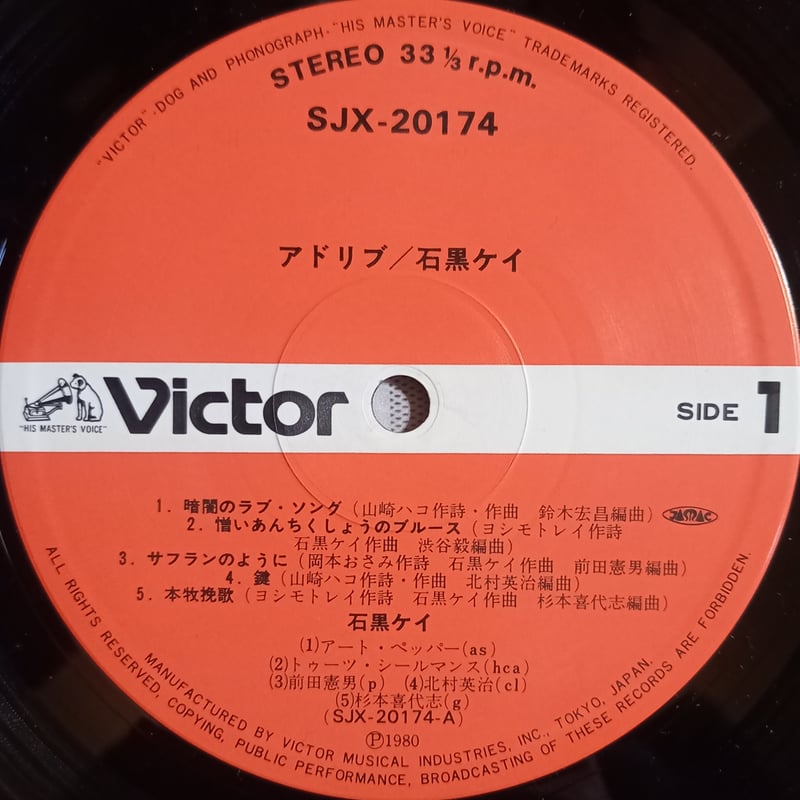 "VICTOR"·DOG AND PHONOGRAPH·"HIS MASTER'S VOICE" TRADEMARKS REGISTERED.
STEREO 33 1/3 r.p.m.
SJX-20174
アドリブ／石黒ケイ
Victor
"HIS MASTER'S VOICE"
SIDE 1
1. 暗闇のラブ・ソング（山崎ハコ作詩・作曲 鈴木宏昌編曲）JASRAC
2. 憎いあんちくしょうのブルース（ヨシモトレイ作詩
石黒ケイ作曲 渋谷毅編曲）
3. サフランのように（岡本おさみ作詩 石黒ケイ作曲 前田憲男編曲）
4. 鍵（山崎ハコ作詩・作曲 北村英治編曲）
5. 本牧挽歌（ヨシモトレイ作詩 石黒ケイ作曲 杉本喜代志編曲）
石黒ケイ
(1)アート・ペッパー(as)
(2)トゥーツ・シールマンス(hca)
(3)前田憲男(p) (4)北村英治(cl)
(5)杉本喜代志(g)
(SJX-20174-A)
Ⓟ1980
MANUFACTURED BY VICTOR MUSICAL INDUSTRIES, INC., TOKYO, JAPAN.
ALL RIGHTS RESERVED, COPYING, PUBLIC PERFORMANCE, BROADCASTING OF THESE RECORDS ARE FORBIDDEN.